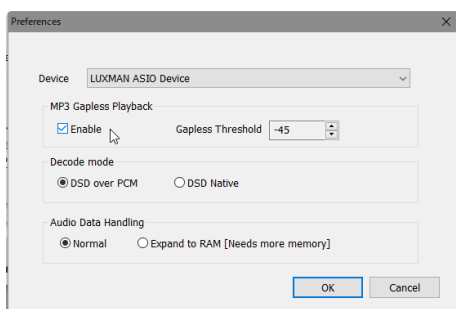 Preferences
Device LUXMAN ASIO Device
MP3 Gapless Playback
Enable Gapless Threshold -45
Decode mode
DSD over PCM DSD Native
Audio Data Handling
Normal Expand to RAM [Needs more memory]
OK Cancel